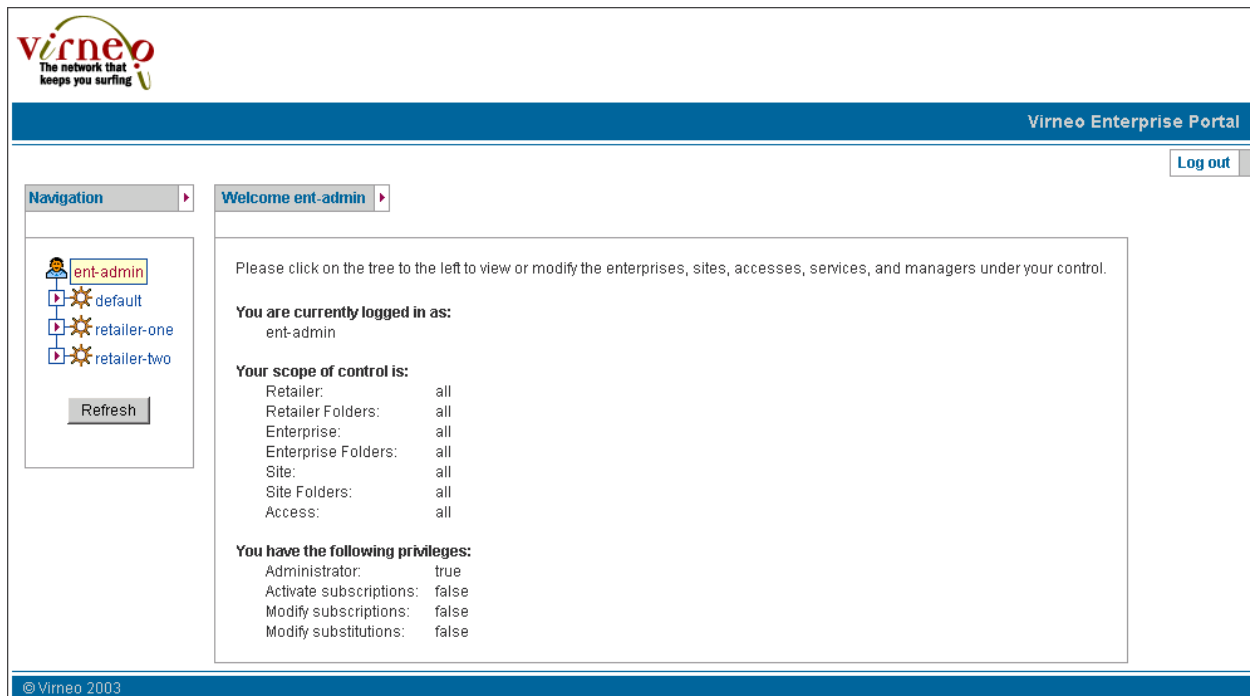 Virneo
The network that
keeps you surfing
Virneo Enterprise Portal
Log out
Navigation
Welcome ent-admin
ent-admin
default
retailer-one
retailer-two
Refresh
Please click on the tree to the left to view or modify the enterprises, sites, accesses, services, and managers under your control.
You are currently logged in as:
ent-admin
Your scope of control is:
Retailer: all
Retailer Folders: all
Enterprise: all
Enterprise Folders: all
Site: all
Site Folders: all
Access: all
You have the following privileges:
Administrator: true
Activate subscriptions: false
Modify subscriptions: false
Modify substitutions: false
© Virneo 2003